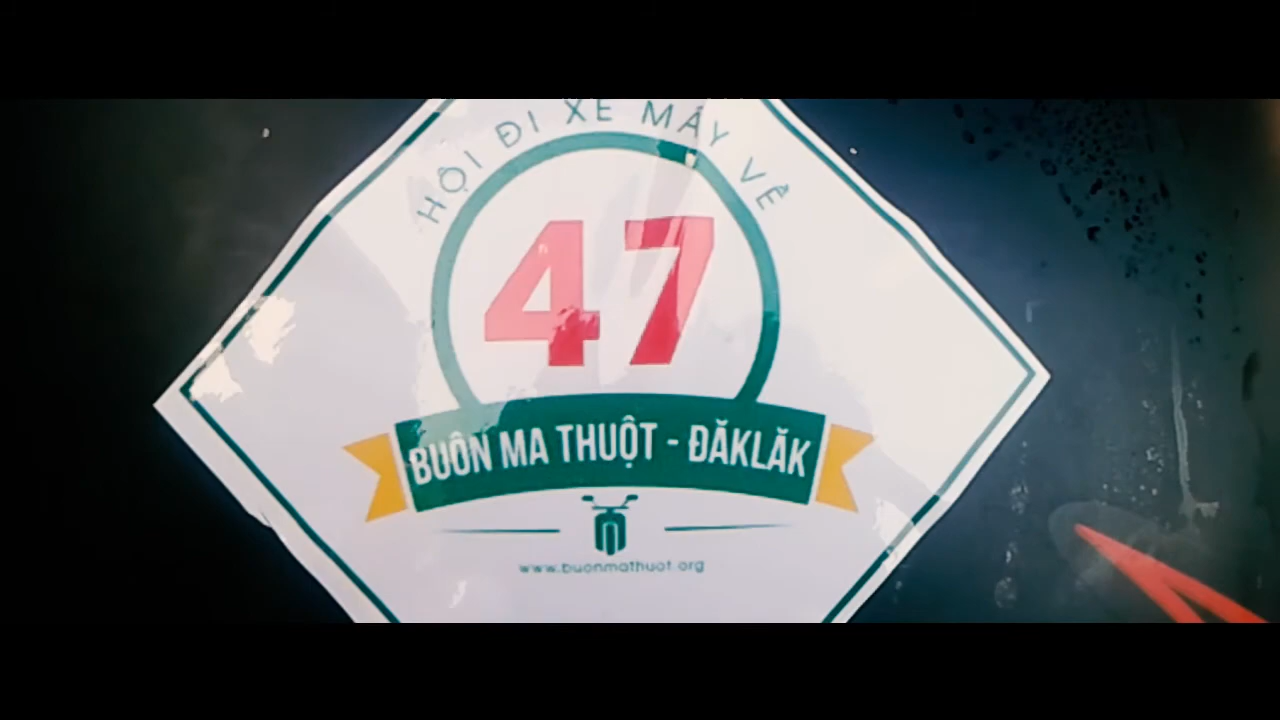 HỘI ĐI XE MÁY VỀ
47
BUÔN MA THUỘT - ĐĂKLĂK
www.buonmathuot.org